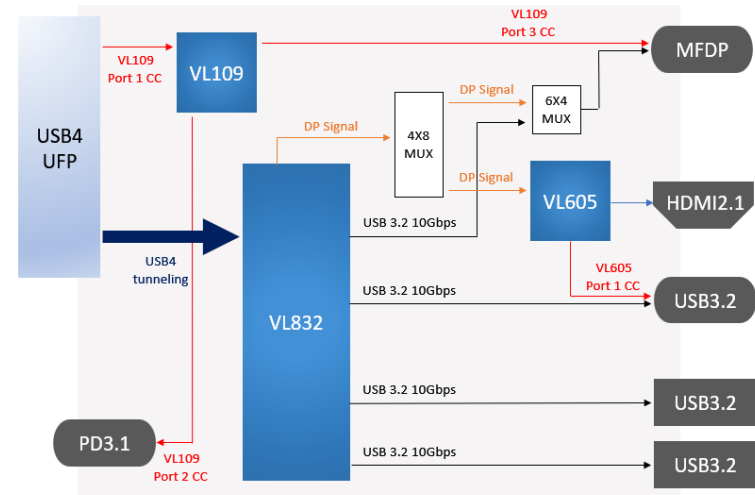 VL109
Port 3 CC
USB4
UFP
VL109
Port 1 CC
VL109
MFDP
DP Signal
6X4
MUX
DP Signal
4X8
MUX
DP Signal
VL605
HDMI2.1
USB 3.2 10Gbps
USB4
tunneling
VL605
Port 1 CC
USB 3.2 10Gbps
USB3.2
VL832
USB 3.2 10Gbps
USB3.2
PD3.1
VL109
Port 2 CC
USB 3.2 10Gbps
USB3.2